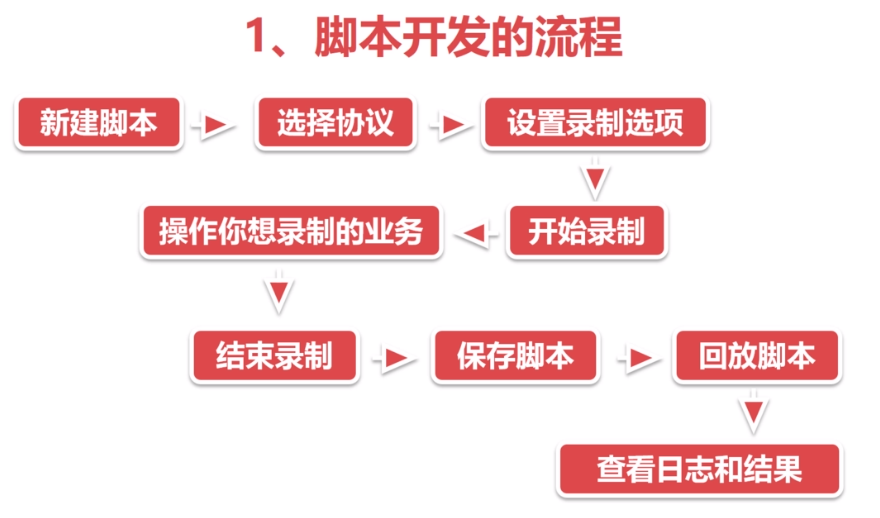 1、脚本开发的流程
新建脚本
选择协议
设置录制选项
开始录制
操作你想录制的业务
结束录制
保存脚本
回放脚本
查看日志和结果